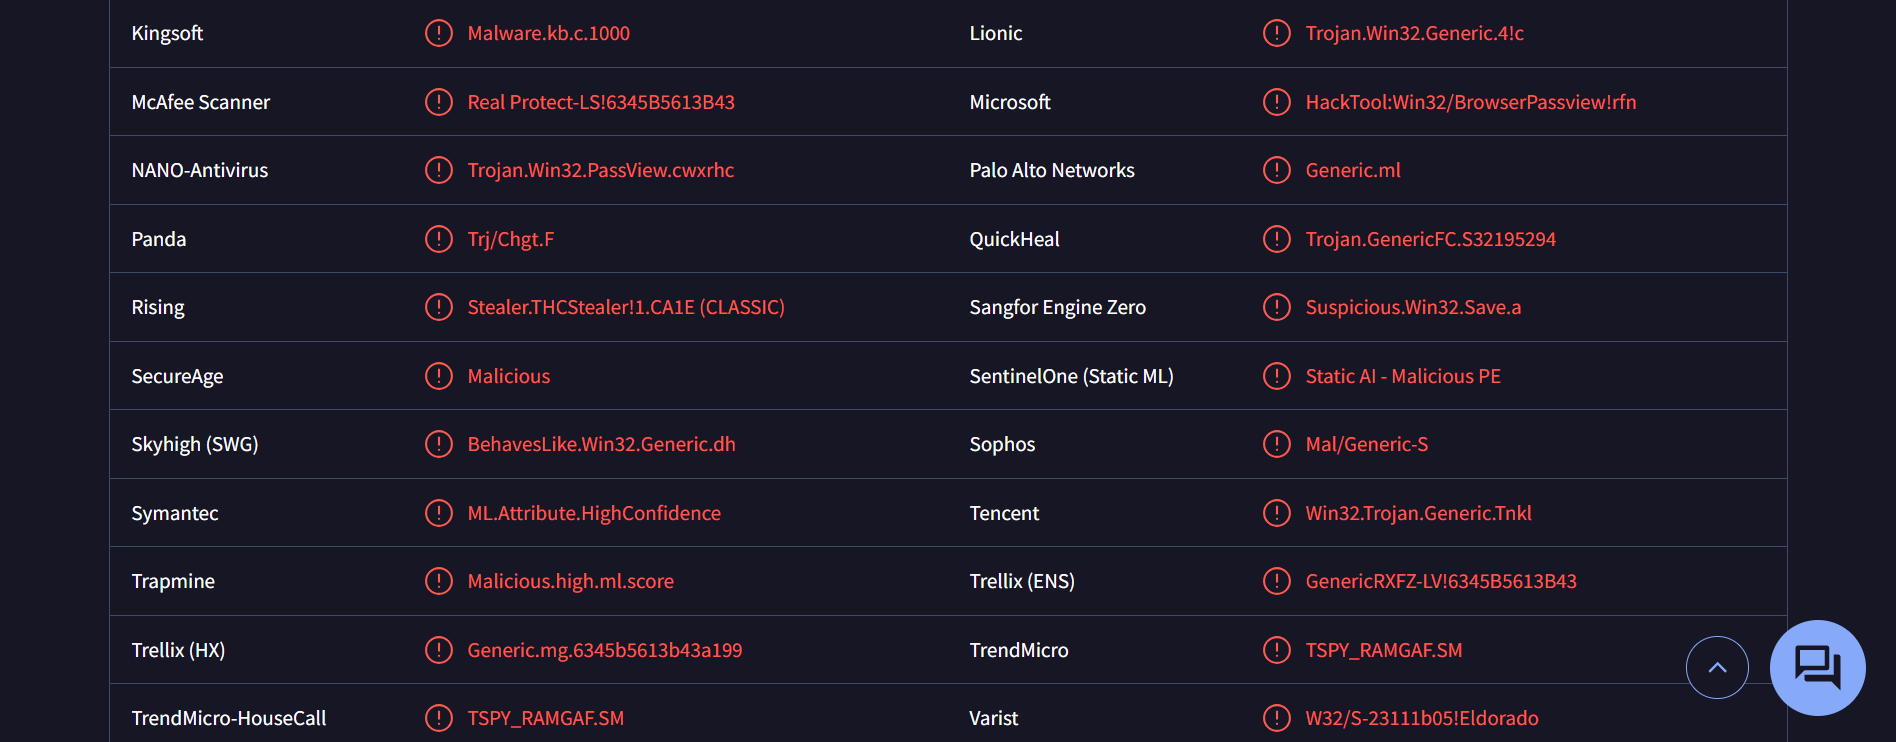 Kingsoft Malware.kb.c.1000 Lionic Trojan.Win32.Generic.4!c
McAfee Scanner Real Protect-LS!6345B5613B43 Microsoft HackTool:Win32/BrowserPassview!rfn
NANO-Antivirus Trojan.Win32.PassView.cwxrhc Palo Alto Networks Generic.ml
Panda Trj/Chgt.F QuickHeal Trojan.GenericFC.S32195294
Rising Stealer.THCStealer!1.CA1E (CLASSIC) Sangfor Engine Zero Suspicious.Win32.Save.a
SecureAge Malicious SentinelOne (Static ML) Static AI - Malicious PE
Skyhigh (SWG) BehavesLike.Win32.Generic.dh Sophos Mal/Generic-S
Symantec ML.Attribute.HighConfidence Tencent Win32.Trojan.Generic.Tnkl
Trapmine Malicious.high.ml.score Trellix (ENS) GenericRXFZ-LV!6345B5613B43
Trellix (HX) Generic.mg.6345b5613b43a199 TrendMicro TSPY_RAMGAF.SM
TrendMicro-HouseCall TSPY_RAMGAF.SM Varist W32/S-23111b05!Eldorado